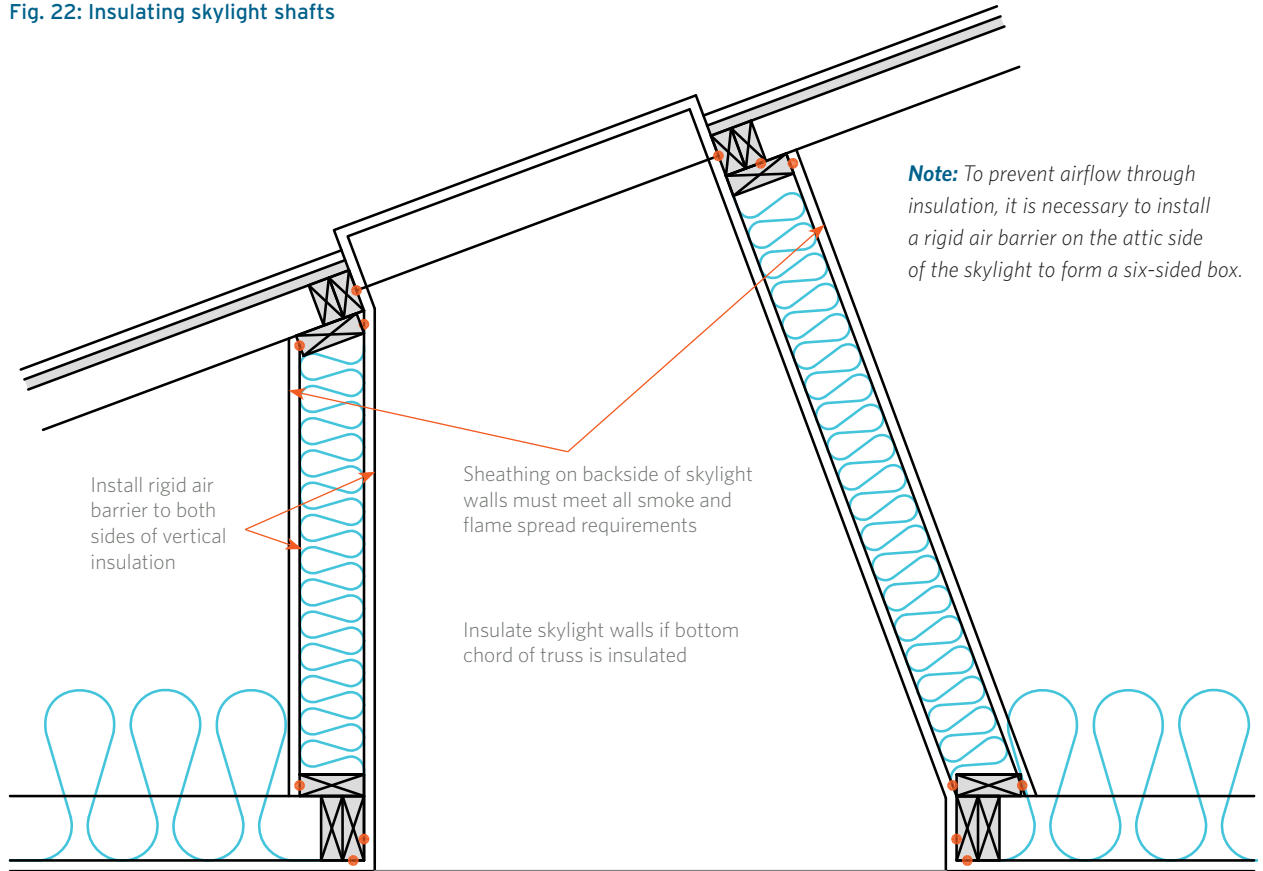 Fig. 22: Insulating skylight shafts
Note: To prevent airflow through
insulation, it is necessary to install
a rigid air barrier on the attic side
of the skylight to form a six-sided box.
Install rigid air
barrier to both
sides of vertical
insulation
Sheathing on backside of skylight
walls must meet all smoke and
flame spread requirements
Insulate skylight walls if bottom
chord of truss is insulated